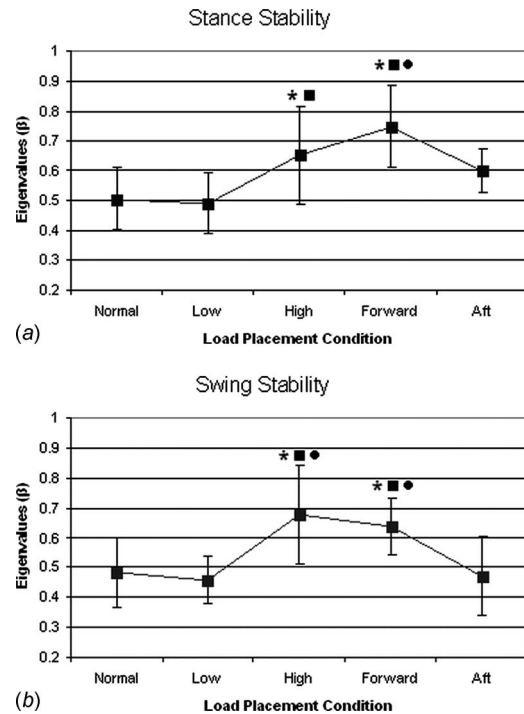 Stance Stability
1
0.9
0.8
0.7
0.6
0.5
0.4
0.3
0.2
Eigenvalues (β)
* ■
* ■ ●
Normal Low High Forward Aft
Load Placement Condition
(a)
Swing Stability
1
0.9
0.8
0.7
0.6
0.5
0.4
0.3
0.2
Eigenvalues (β)
* ■ ●
* ■ ●
Normal Low High Forward Aft
Load Placement Condition
(b)